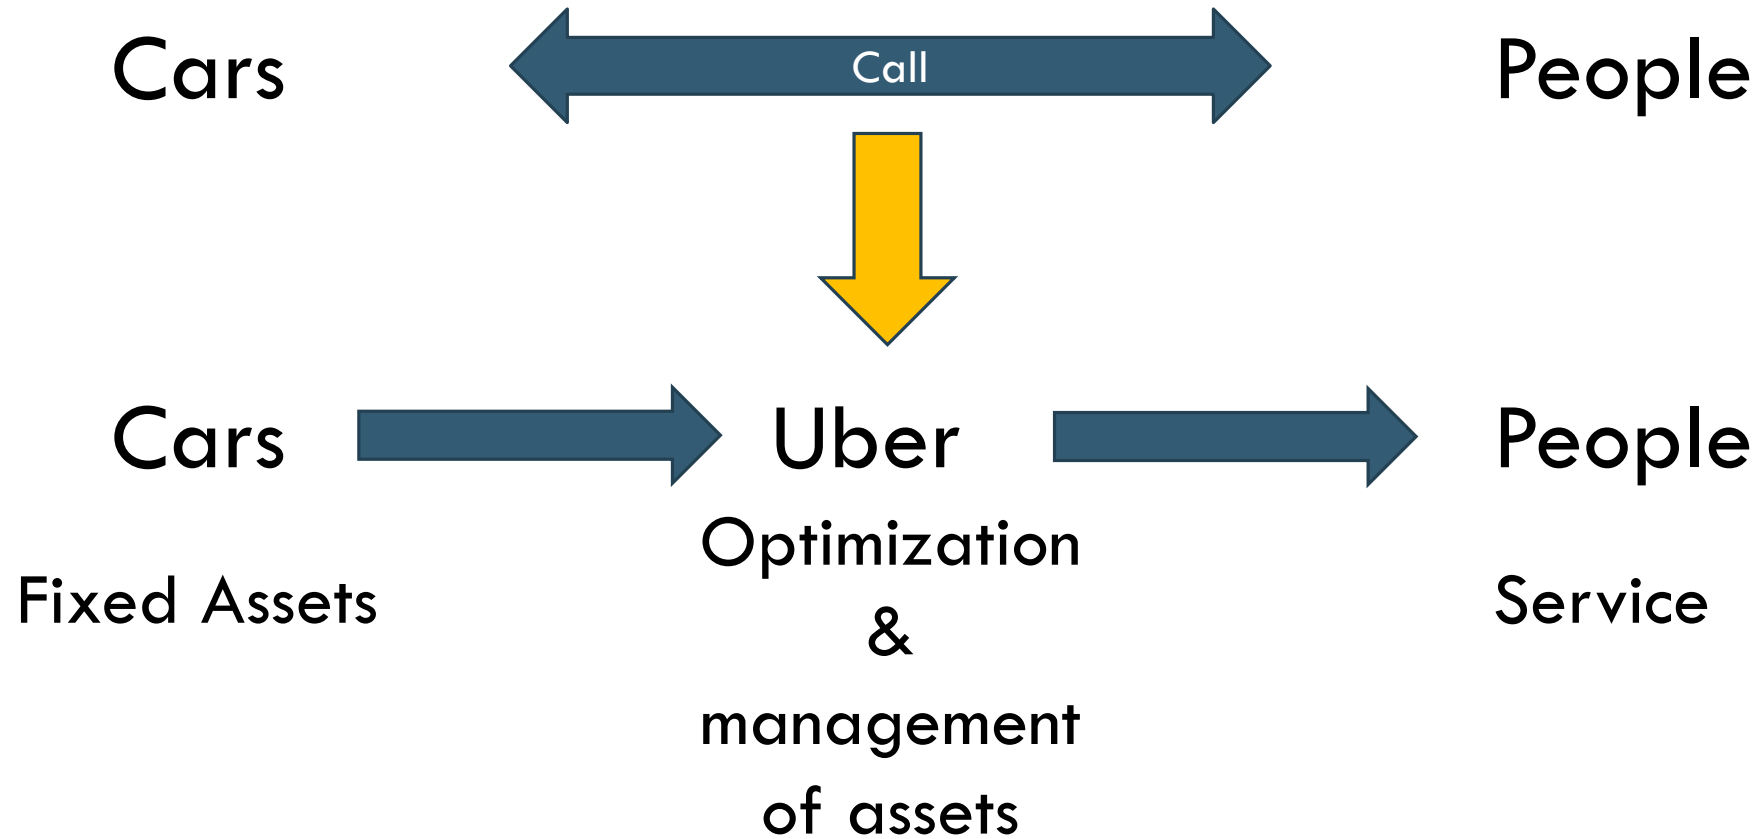 Cars
Call
People
Cars
Uber
People
Fixed Assets
Optimization
&
management
of assets
Service